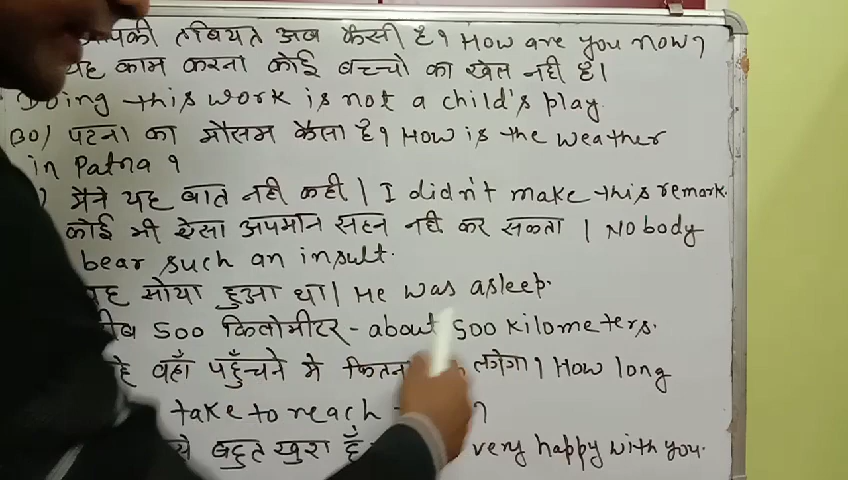 तबियत अब कैसी है? How are you now?
यह काम करना कोई बच्चो का खेल नही है।
Doing this work is not a child's play.
30) पटना का मौसम कैसा है? How is the weather
in Patna?
) मैने यह बात नही कही। I didn't make this remark.
कोई भी ऐसा अपमान सहन नही कर सकता। Nobody
bear such an insult.
सोया हुआ था। He was asleep.
500 किलोमीटर - about 500 kilometers.
वहाँ पहुँचने मे लगेगा। How long
take to reach
बहुत खुश हूँ very happy with you.